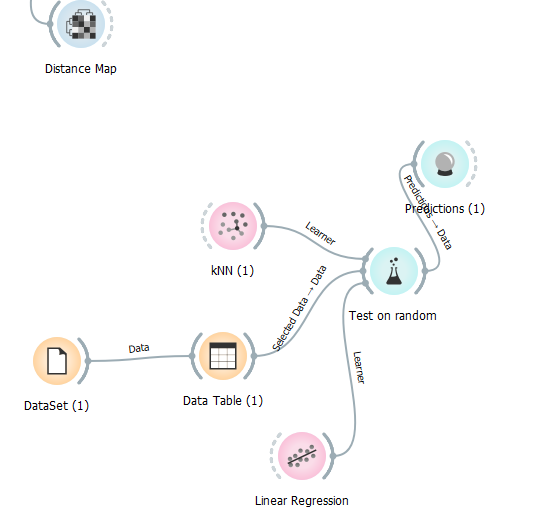 Distance Map
Predictions → Data
Predictions (1)
Learner
kNN (1)
Selected Data → Data
Test on random
Data
Learner
DataSet (1)
Data Table (1)
Linear Regression